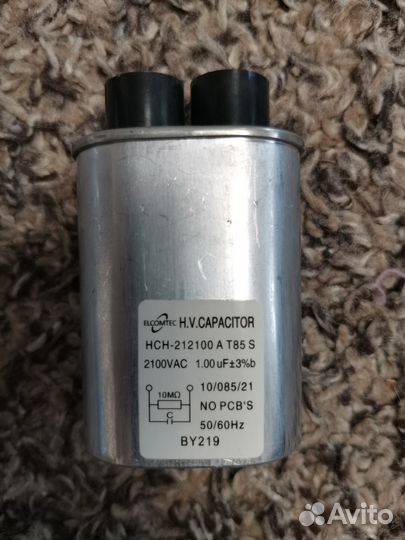 ELCOMTEC H.V.CAPACITOR
HCH-212100 A T85 S
2100VAC 1.00uF±3%b
10MΩ
C
10/085/21
NO PCB'S
50/60Hz
BY219
Avito